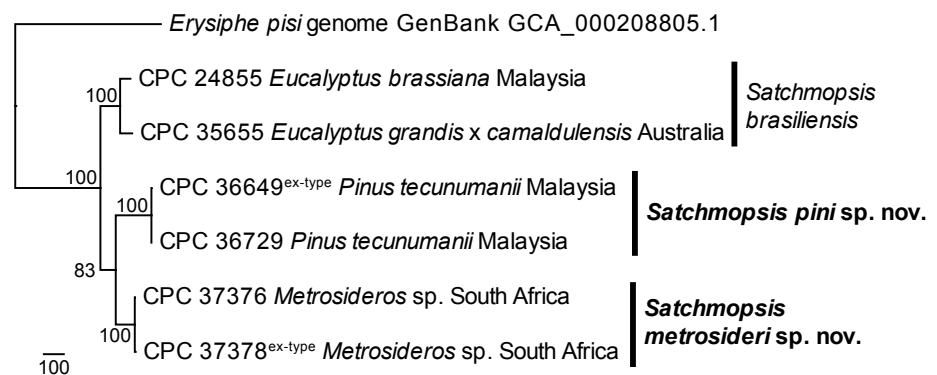 Erysiphe pisi genome GenBank GCA_000208805.1
CPC 24855 Eucalyptus brassiana Malaysia
100
CPC 35655 Eucalyptus grandis x camaldulensis Australia
Satchmopsis
brasiliensis
100
CPC 36649ex-type Pinus tecunumanii Malaysia
100
CPC 36729 Pinus tecunumanii Malaysia
Satchmopsis pini sp. nov.
83
CPC 37376 Metrosideros sp. South Africa
100
CPC 37378ex-type Metrosideros sp. South Africa
Satchmopsis
metrosideri sp. nov.
100